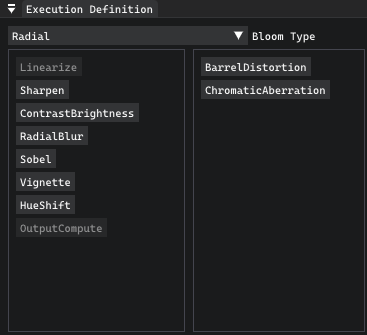 Execution Definition
Radial
Bloom Type
Linearize
Sharpen
ContrastBrightness
RadialBlur
Sobel
Vignette
HueShift
OutputCompute
BarrelDistortion
ChromaticAberration